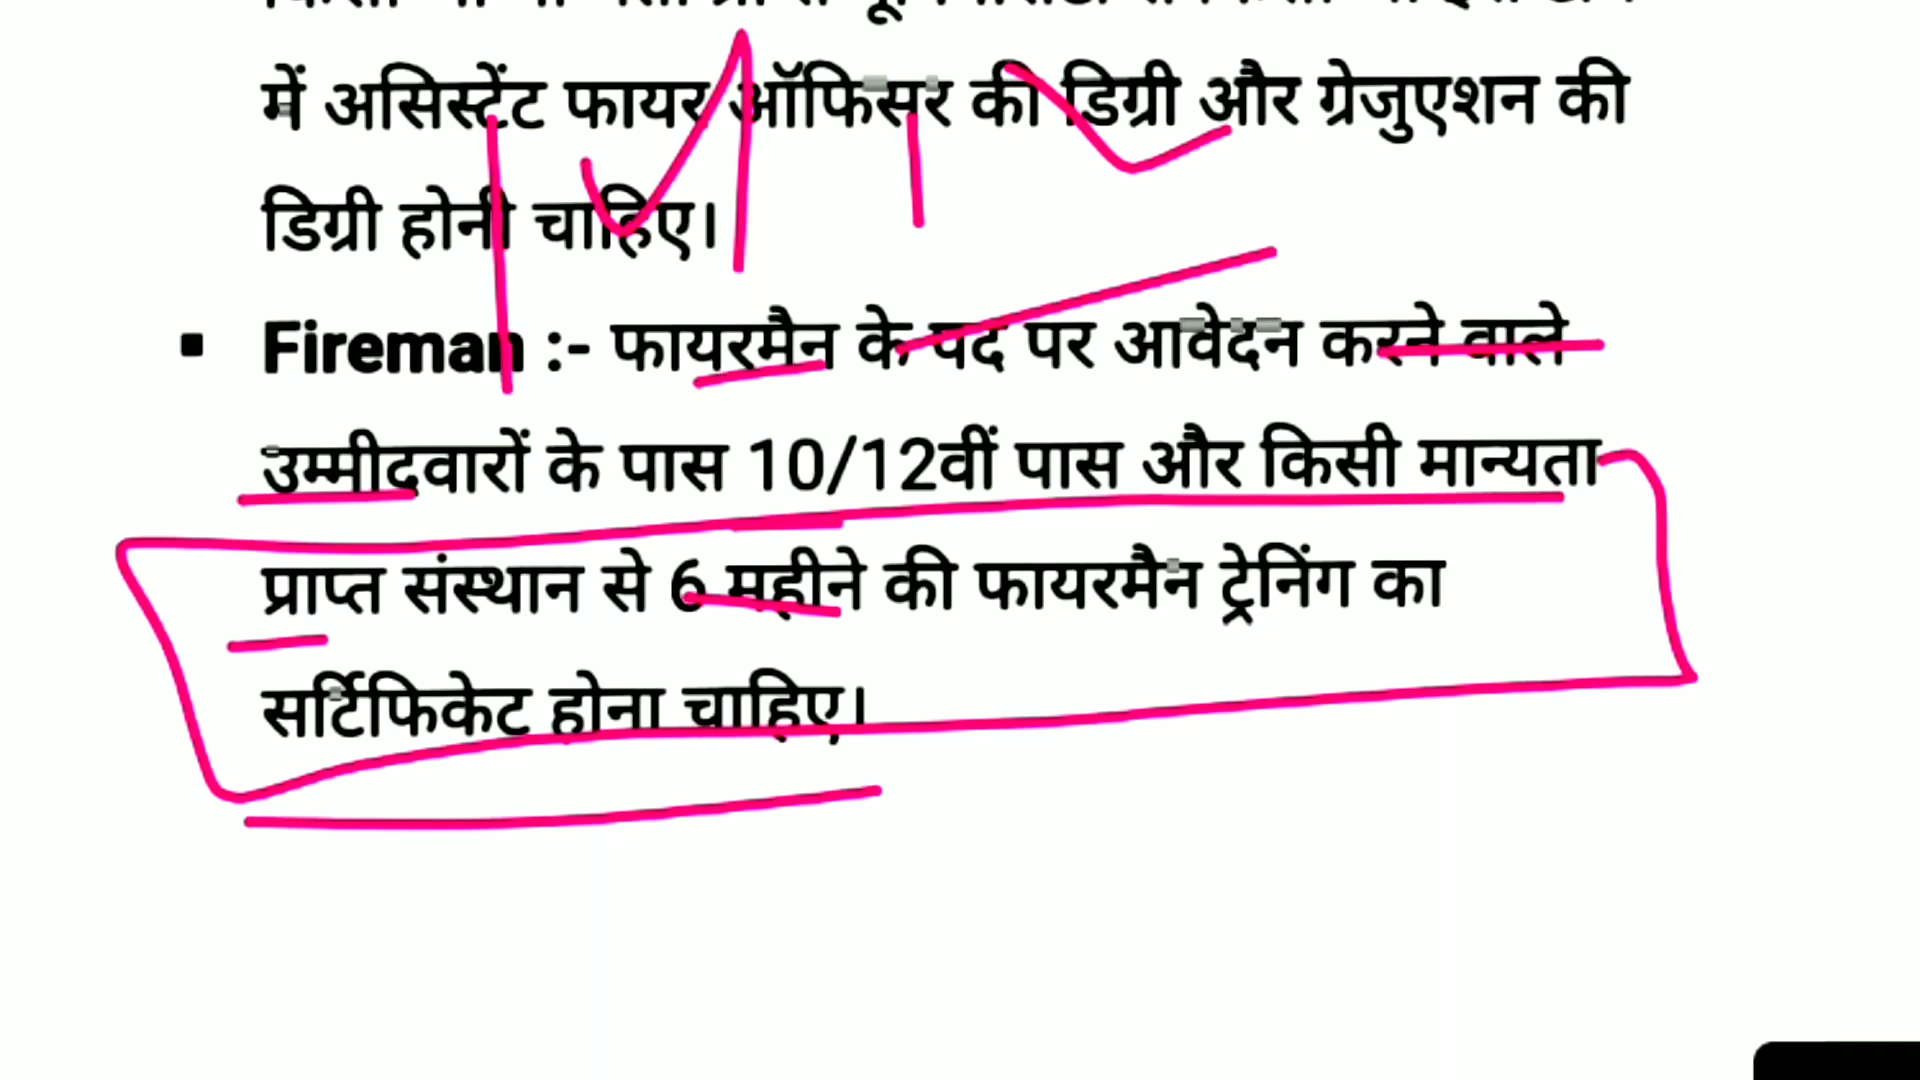 में असिस्टेंट फायर ऑफिसर की डिग्री और ग्रेजुएशन की
डिग्री होनी चाहिए।
▪ Fireman :- फायरमैन के पद पर आवेदन करने वाले
उम्मीदवारों के पास 10/12वीं पास और किसी मान्यता
प्राप्त संस्थान से 6 महीने की फायरमैन ट्रेनिंग का
सर्टिफिकेट होना चाहिए।